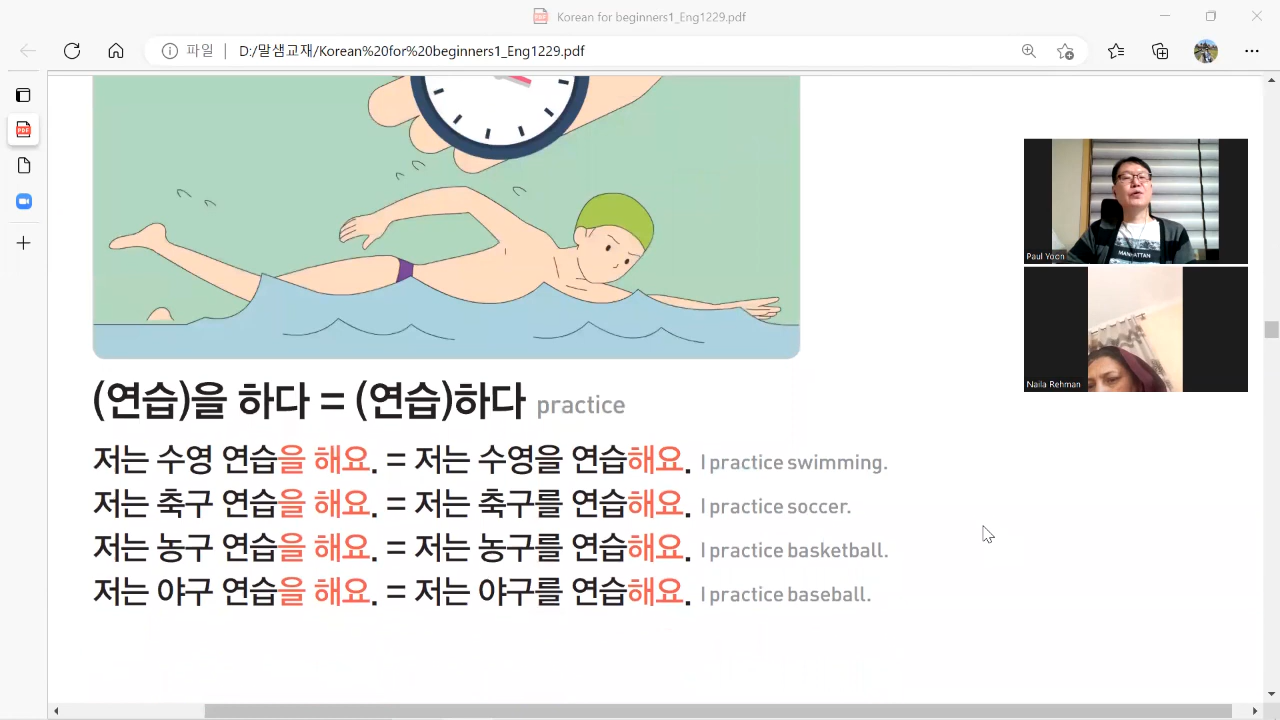 Korean for beginners1_Eng1229.pdf
파일 | D:/말샘교재/Korean%20for%20beginners1_Eng1229.pdf
PDF
Paul Yoon
MANHATTAN
Naila Rehman
(연습)을 하다 = (연습)하다 practice
저는 수영 연습을 해요. = 저는 수영을 연습해요. I practice swimming.
저는 축구 연습을 해요. = 저는 축구를 연습해요. I practice soccer.
저는 농구 연습을 해요. = 저는 농구를 연습해요. I practice basketball.
저는 야구 연습을 해요. = 저는 야구를 연습해요. I practice baseball.